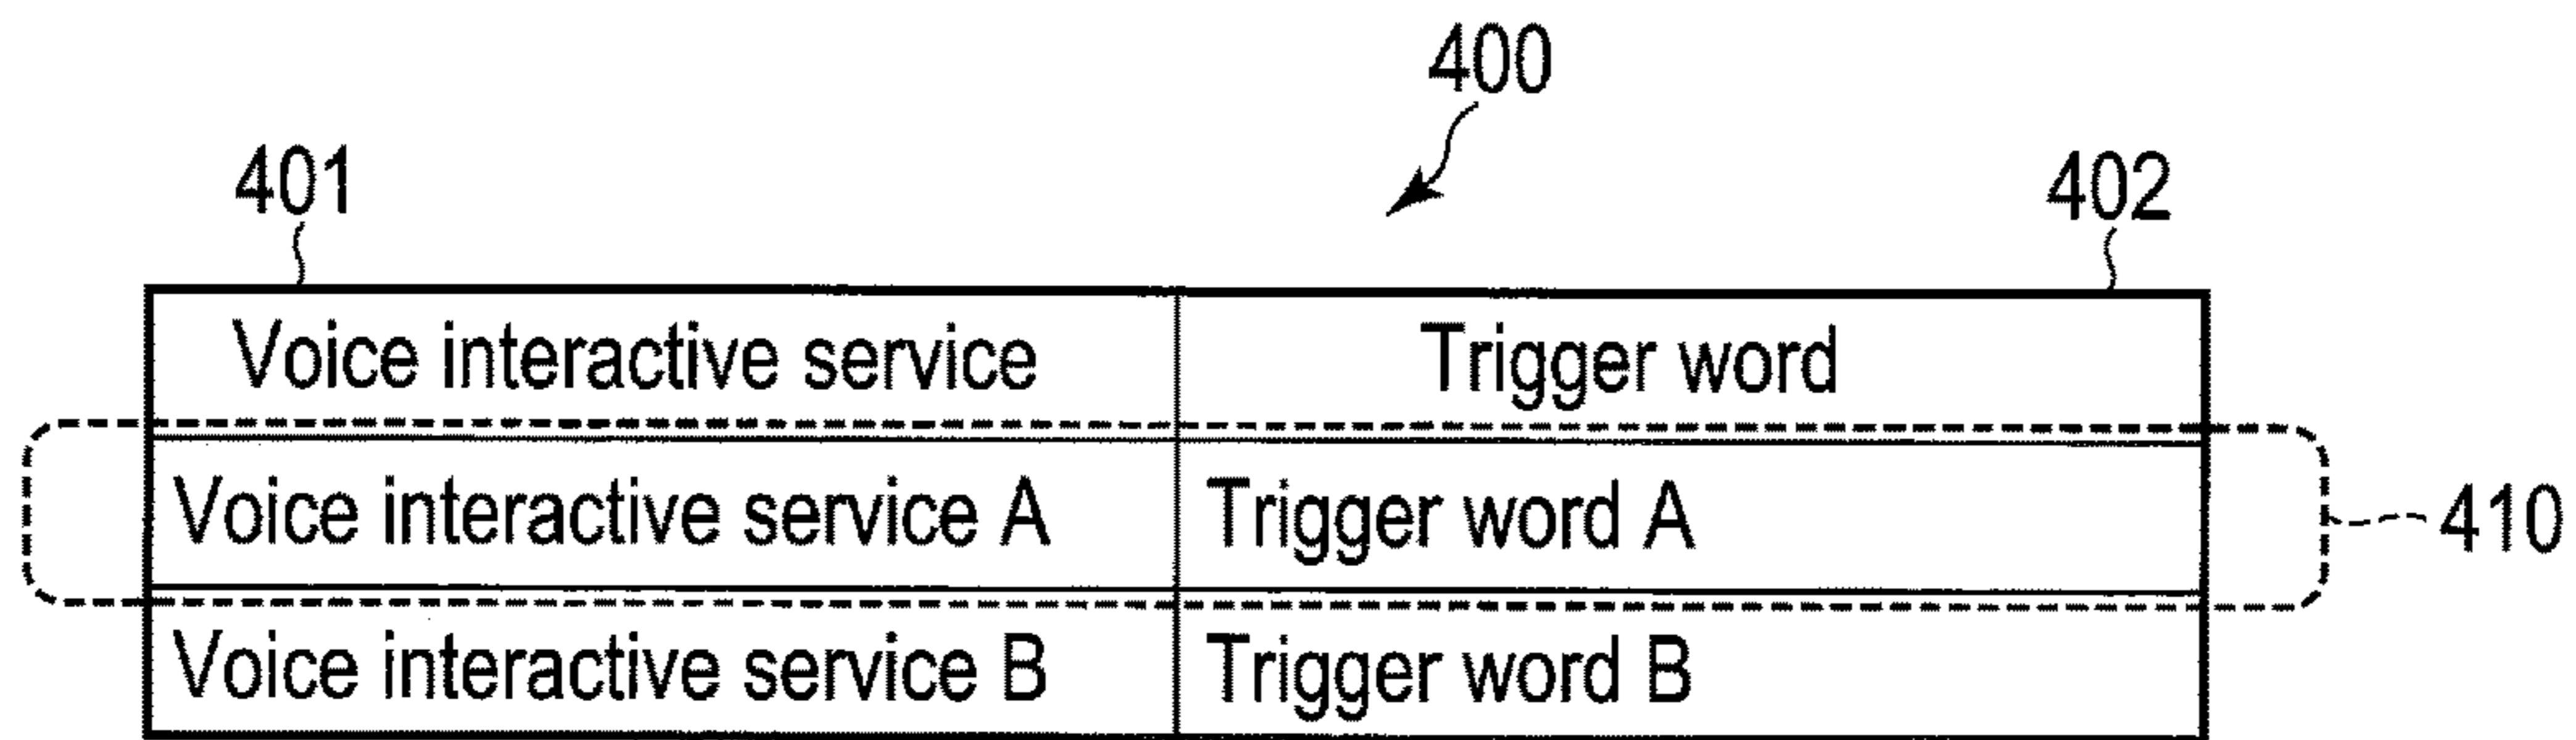 400
401 402
Voice interactive service Trigger word
Voice interactive service A Trigger word A 410
Voice interactive service B Trigger word B